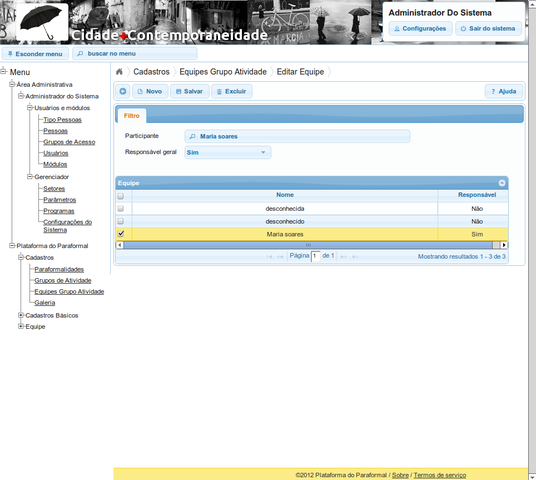 Cidade+Contemporaneidade
Administrador Do Sistema
Configurações
Sair do sistema
Esconder menu
buscar no menu
Menu
Área Administrativa
Administrador do Sistema
Usuários e módulos
Tipo Pessoas
Pessoas
Grupos de Acesso
Usuários
Módulos
Gerenciador
Setores
Parâmetros
Programas
Configurações do
Sistema
Plataforma do Paraformal
Cadastros
Paraformalidades
Grupos de Atividade
Equipes Grupo Atividade
Galeria
Cadastros Básicos
Equipe
Cadastros Equipes Grupo Atividade Editar Equipe
Novo Salvar Excluir Ajuda
Filtro
Participante Maria soares
Responsável geral Sim
Equipe
Nome Responsável
desconhecida Não
desconhecido Não
Maria soares Sim
Página 1 de 1 Mostrando resultados 1 - 3 de 3
©2012 Plataforma do Paraformal / Sobre / Termos de serviço